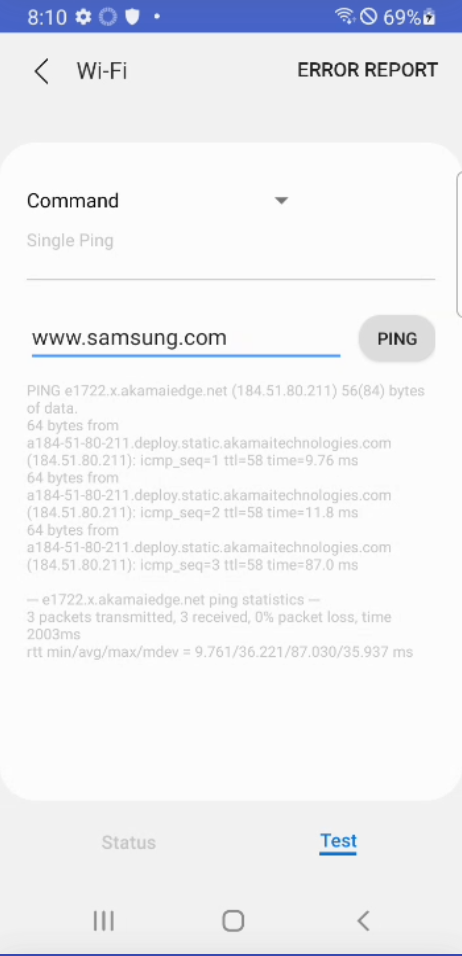 8:10 69%
Wi-Fi ERROR REPORT
Command
Single Ping
www.samsung.com PING
PING e1722.x.akamaiedge.net (184.51.80.211) 56(84) bytes
of data.
64 bytes from
a184-51-80-211.deploy.static.akamaitechnologies.com
(184.51.80.211): icmp_seq=1 ttl=58 time=9.76 ms
64 bytes from
a184-51-80-211.deploy.static.akamaitechnologies.com
(184.51.80.211): icmp_seq=2 ttl=58 time=11.8 ms
64 bytes from
a184-51-80-211.deploy.static.akamaitechnologies.com
(184.51.80.211): icmp_seq=3 ttl=58 time=87.0 ms
--- e1722.x.akamaiedge.net ping statistics ---
3 packets transmitted, 3 received, 0% packet loss, time
2003ms
rtt min/avg/max/mdev = 9.761/36.221/87.030/35.937 ms
Status Test